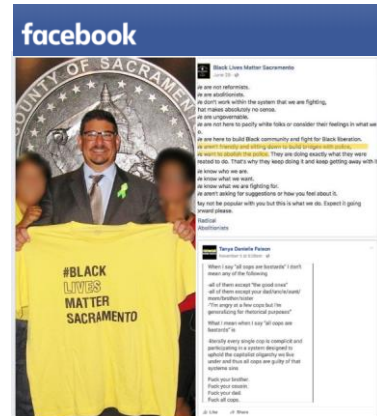 facebook
COUNTY OF SACRAMENTO
#BLACK
LIVES
MATTER
SACRAMENTO
Black Lives Matter Sacramento
June 28
We are not reformists.
We are abolitionists.
We don't work within the system that we are fighting,
that makes absolutely no sense.
We are ungovernable.
We are not here to pacify white folks or consider their feelings in what we
We are here to build Black community and fight for Black liberation.
We aren't friendly and sitting down to build bridges with police,
We want to abolish the police. They are doing exactly what they were
created to do. That's why they keep doing it and keep getting away with it
We know who we are.
We know what we want.
We know what we are fighting for.
We aren't asking for suggestions or how you feel about it.
May not be popular with you but this is what we do. Expect it going
forward please.
Radical
Abolitionists
Tanya Danielle Faison
November
When I say "all cops are bastards" I don't
mean any of the following
-all of them except "the good ones"
-all of them except your dad/uncle/aunt/
mom/brother/sister
-"I'm angry at a few cops but I'm
generalizing for rhetorical purposes"
What I mean when I say "all cops are
bastards" is
-literally every single cop is complicit and
participating in a system designed to
uphold the capitalist oligarchy we live
under and thus all cops are guilty of that
systems sins
Fuck your brother.
Fuck your cousin.
Fuck your dad.
Fuck all cops.
Like Share